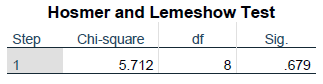 Hosmer and Lemeshow Test
Step Chi-square df Sig.
1 5.712 8 .679